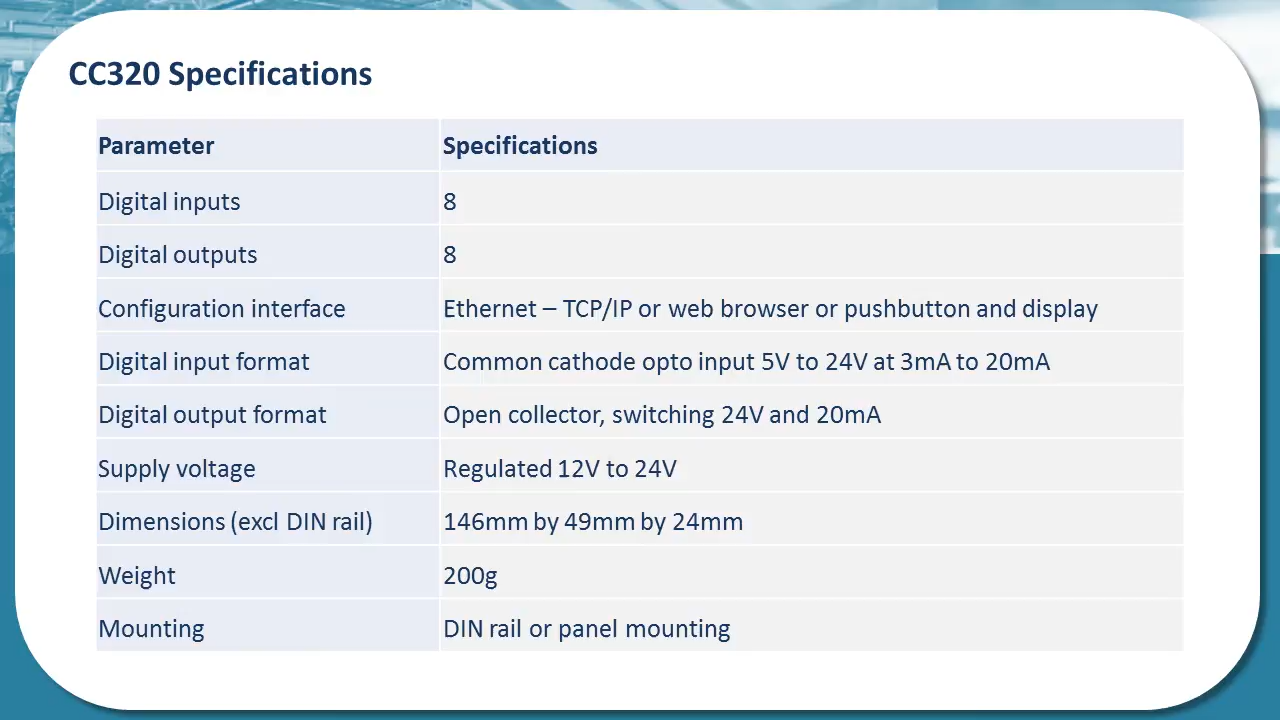 CC320 Specifications
Parameter Specifications
Digital inputs 8
Digital outputs 8
Configuration interface Ethernet – TCP/IP or web browser or pushbutton and display
Digital input format Common cathode opto input 5V to 24V at 3mA to 20mA
Digital output format Open collector, switching 24V and 20mA
Supply voltage Regulated 12V to 24V
Dimensions (excl DIN rail) 146mm by 49mm by 24mm
Weight 200g
Mounting DIN rail or panel mounting